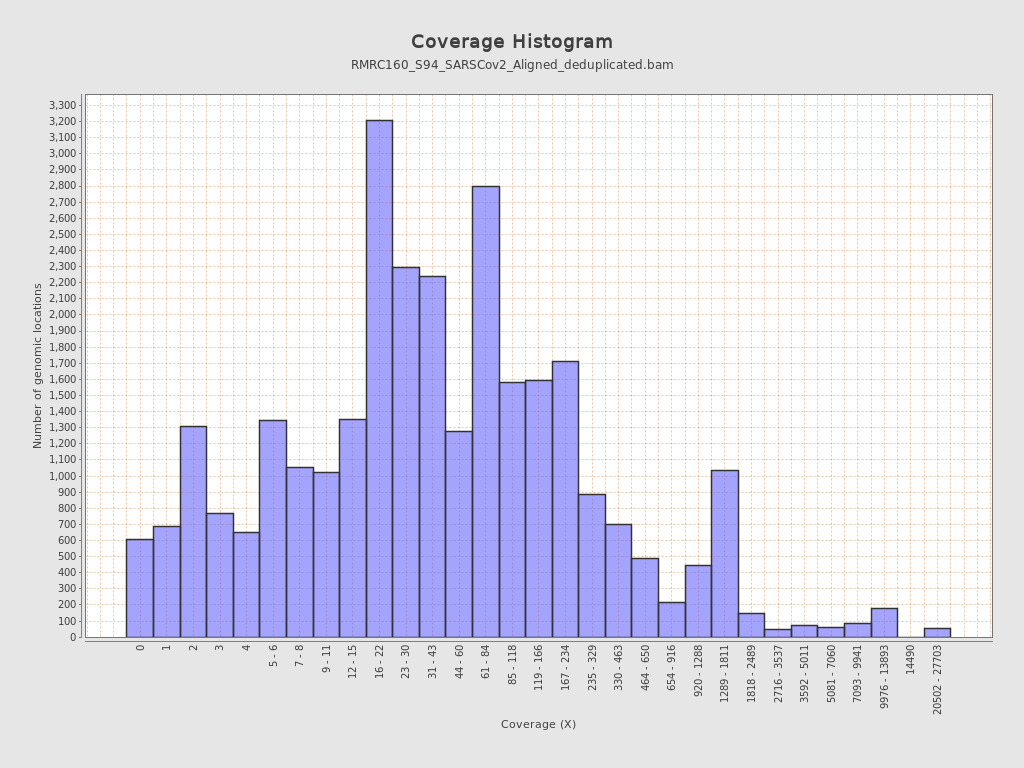 Coverage Histogram
RMRC160_S94_SARSCov2_Aligned_deduplicated.bam
Number of genomic locations
3,300
3,200
3,100
3,000
2,900
2,800
2,700
2,600
2,500
2,400
2,300
2,200
2,100
2,000
1,900
1,800
1,700
1,600
1,500
1,400
1,300
1,200
1,100
1,000
900
800
700
600
500
400
300
200
100
0
0
1
2
3
4
5 - 6
7 - 8
9 - 11
12 - 15
16 - 22
23 - 30
31 - 43
44 - 60
61 - 84
85 - 118
119 - 166
167 - 234
235 - 329
330 - 463
464 - 650
654 - 916
920 - 1288
1289 - 1811
1818 - 2489
2716 - 3537
3592 - 5011
5081 - 7060
7093 - 9941
9976 - 13893
14490
20502 - 27703
Coverage (X)